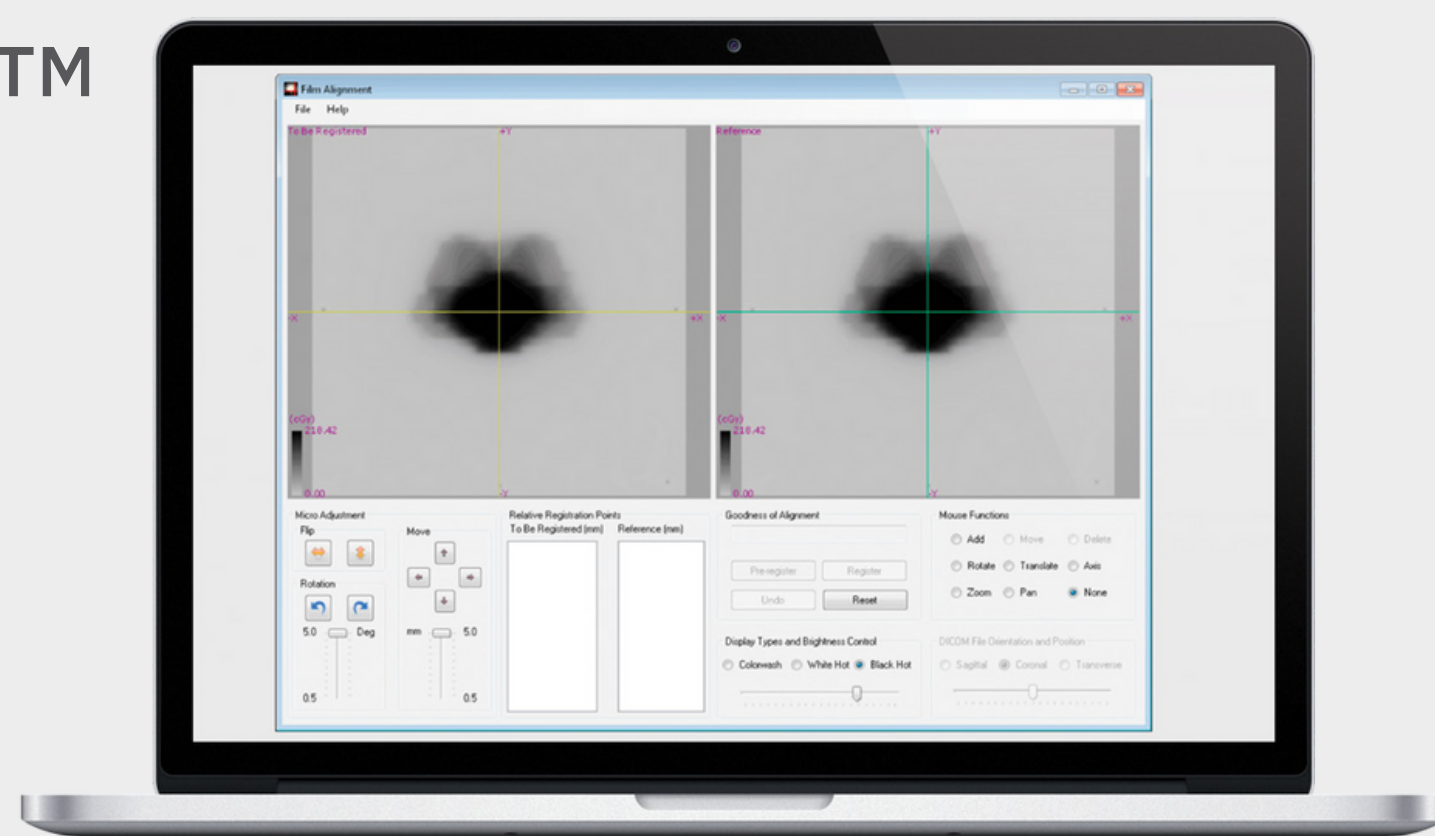 TM
Film Alignment
File Help
To Be Registered
+Y
-X
+X
(cGy)
218.42
0.00
-Y
Reference
+Y
-X
+X
(cGy)
218.42
0.00
-Y
Micro Adjustment
Flip
Move
Rotation
5.0 Deg
0.5
mm 5.0
0.5
Relative Registration Points
To Be Registered (mm) Reference (mm)
Goodness of Alignment
Pre-register Register
Undo Reset
Mouse Functions
Add Move Delete
Rotate Translate Axis
Zoom Pan None
Display Types and Brightness Control
Colorwash White Hot Black Hot
DICOM File Orientation and Position
Sagittal Coronal Transverse